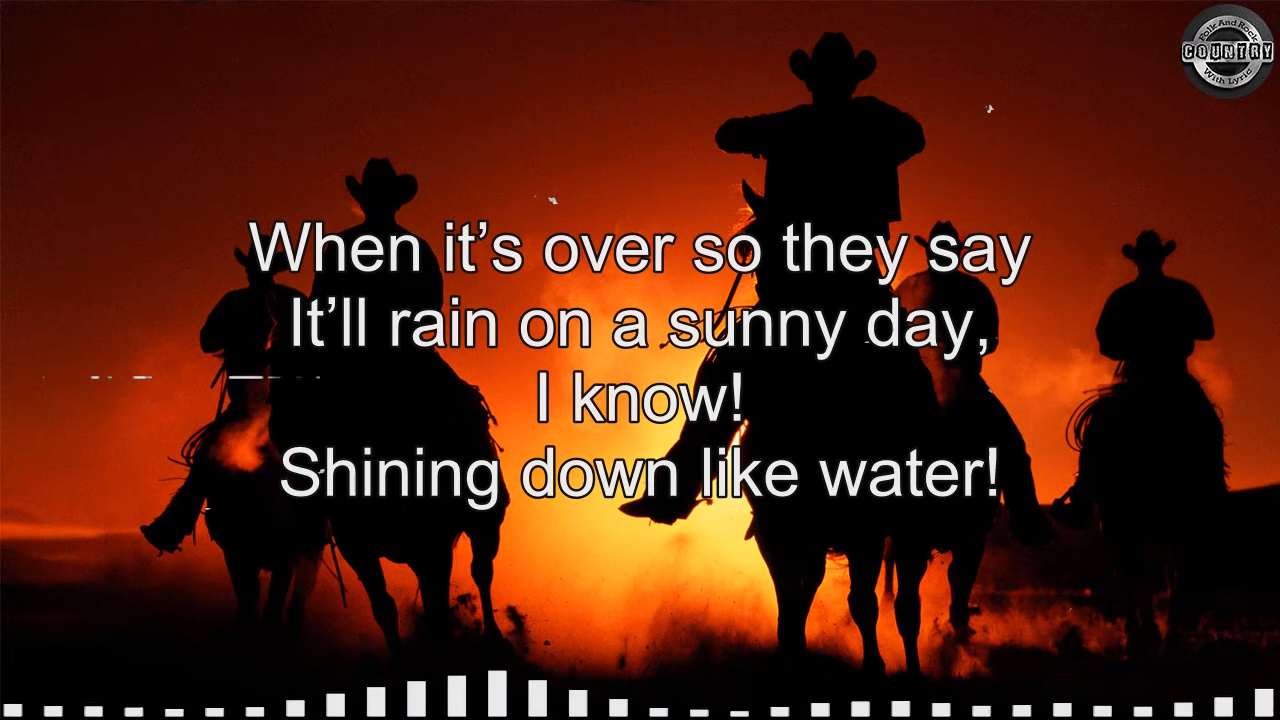 Folk And Rock
COUNTRY
With Lyric
When it’s over so they say
It’ll rain on a sunny day,
I know!
Shining down like water!